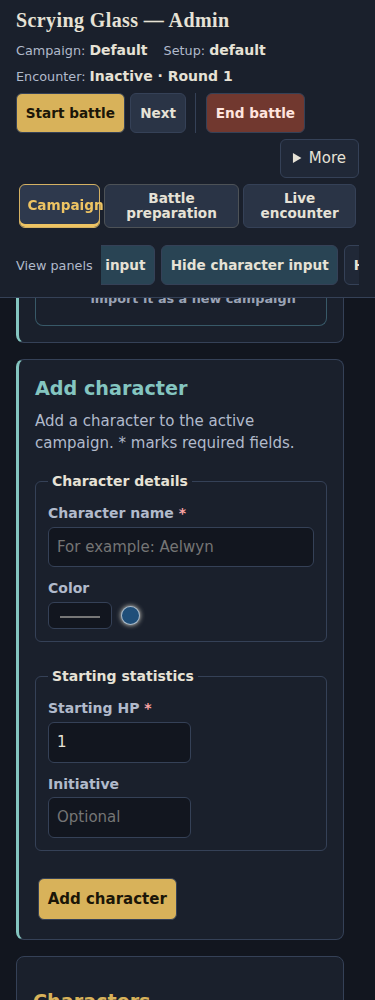 Scrying Glass — Admin
Campaign: Default Setup: default
Encounter: Inactive · Round 1
Start battle Next End battle
▶ More
Campaign Battle preparation Live encounter
View panels input Hide character input
import it as a new campaign
Add character
Add a character to the active
campaign. * marks required fields.
Character details
Character name *
For example: Aelwyn
Color
Starting statistics
Starting HP *
1
Initiative
Optional
Add character
Characters